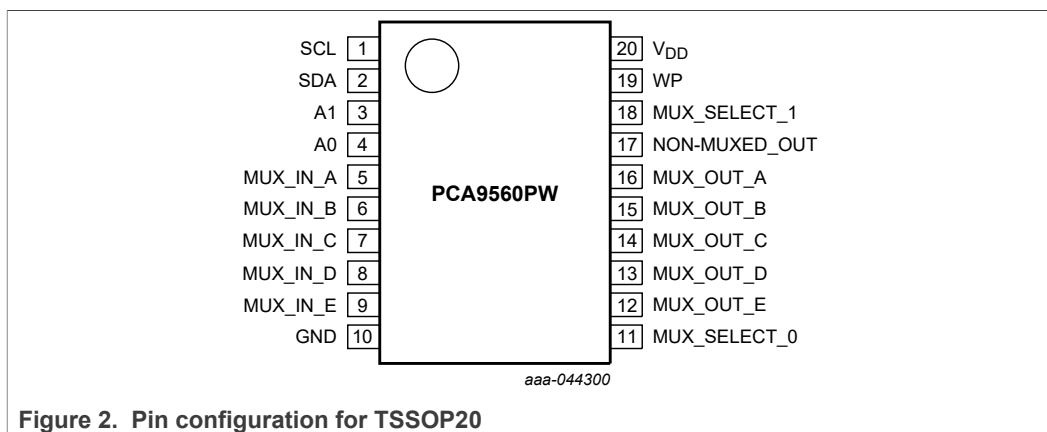 SCL 1 20 VDD
SDA 2 19 WP
A1 3 18 MUX_SELECT_1
A0 4 17 NON-MUXED_OUT
MUX_IN_A 5 16 MUX_OUT_A
MUX_IN_B 6 PCA9560PW 15 MUX_OUT_B
MUX_IN_C 7 14 MUX_OUT_C
MUX_IN_D 8 13 MUX_OUT_D
MUX_IN_E 9 12 MUX_OUT_E
GND 10 11 MUX_SELECT_0
aaa-044300
Figure 2. Pin configuration for TSSOP20